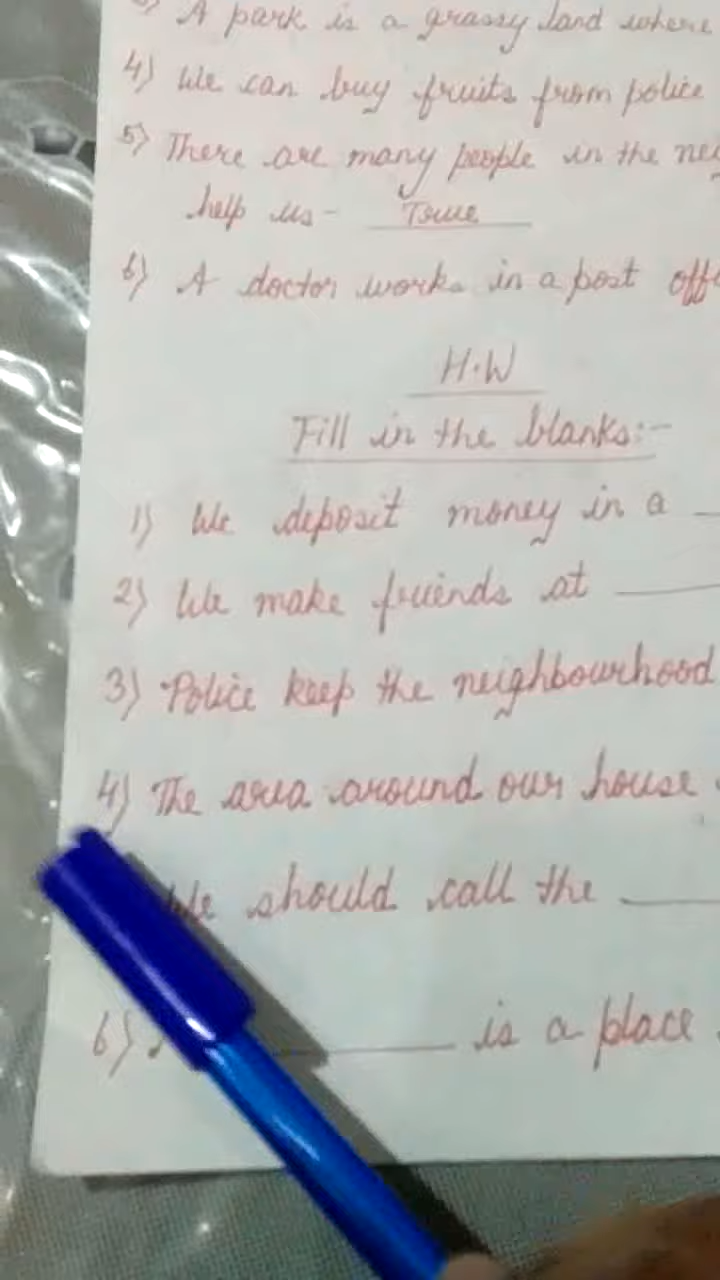 A park is a grassy land where
4) We can buy fruits from police
5) There are many people in the
help us- True
6) A doctor works in a post
H.W
Fill in the blanks:-
1) We deposit money in a
2) We make friends at
3) Police keep the neighbourhood
4) The area around our house
We should call the
6) is a place